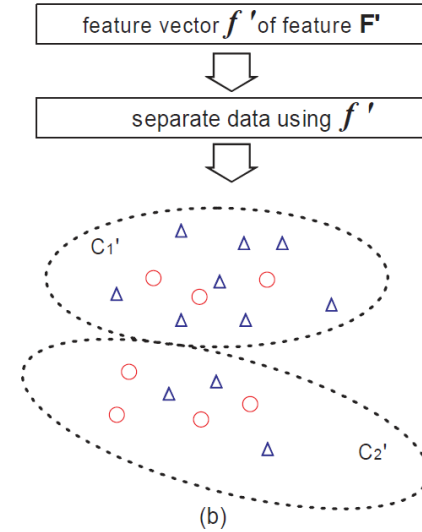 feature vector f ' of feature F'
separate data using f '
C1'
C2'
(b)